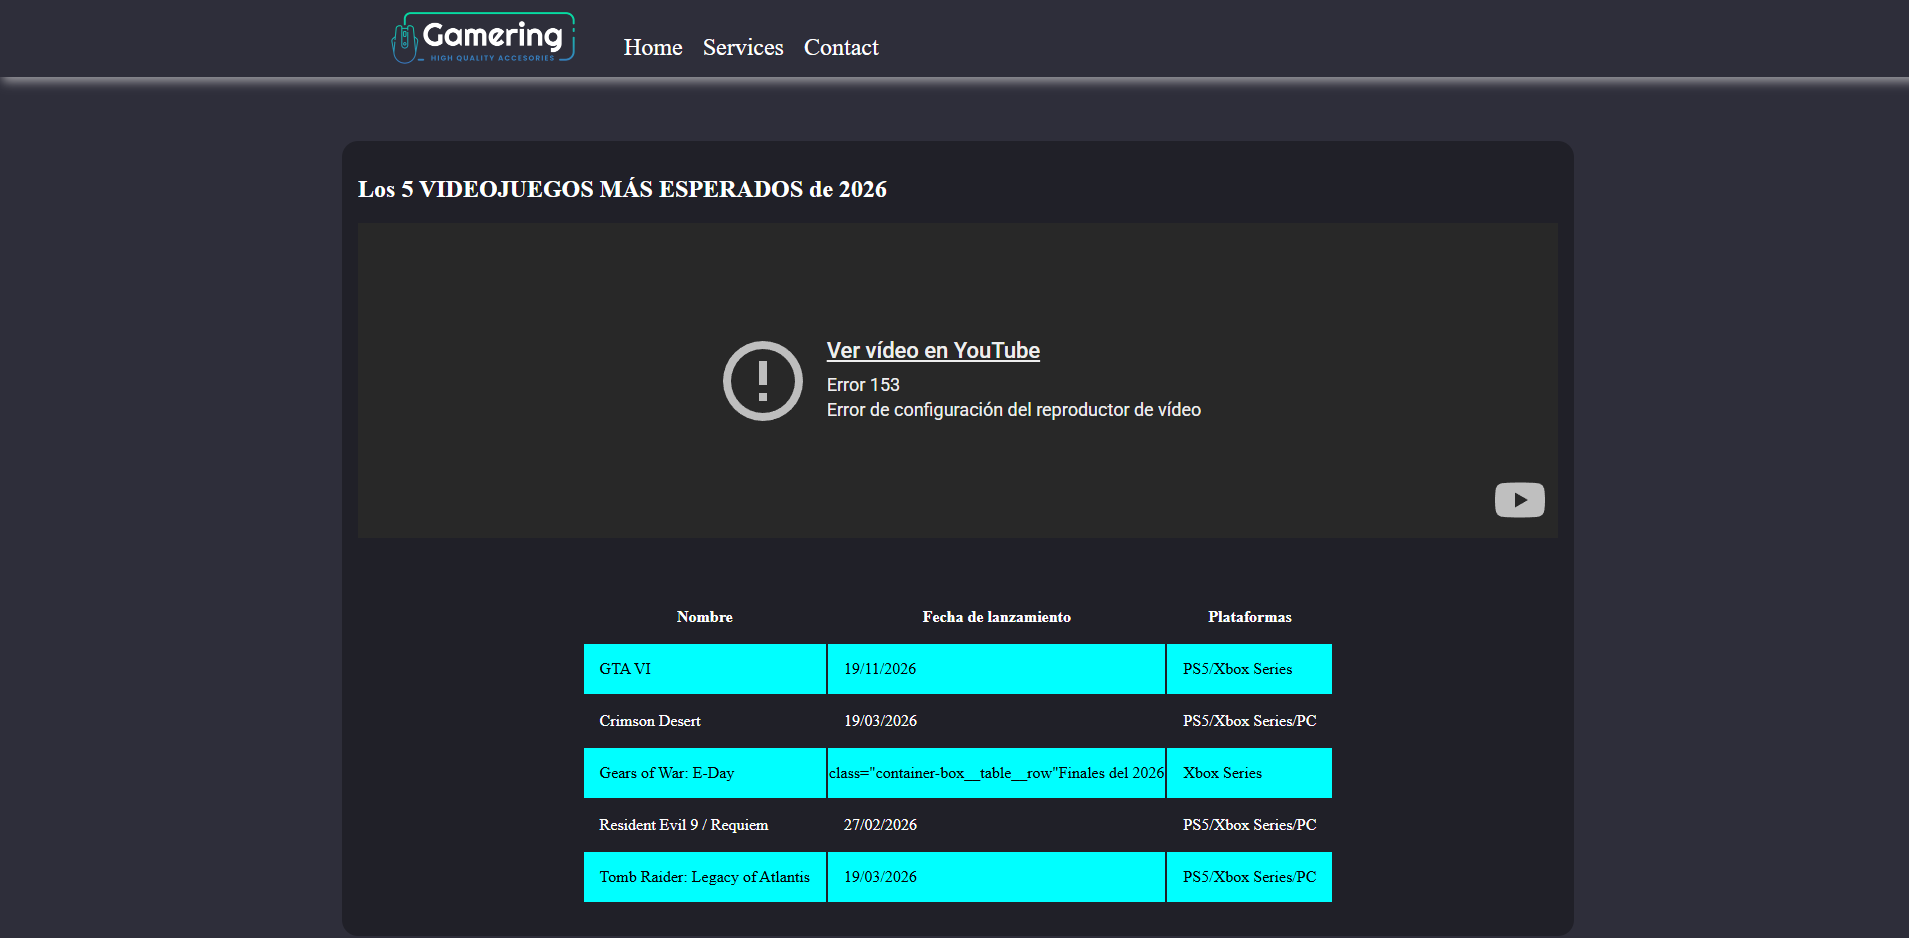 Gamering
HIGH QUALITY ACCESORIES
Home Services Contact
Los 5 VIDEOJUEGOS MÁS ESPERADOS de 2026
Ver vídeo en YouTube
Error 153
Error de configuración del reproductor de vídeo
Nombre Fecha de lanzamiento Plataformas
GTA VI 19/11/2026 PS5/Xbox Series
Crimson Desert 19/03/2026 PS5/Xbox Series/PC
Gears of War: E-Day class="container-box__table__row"Finales del 2026 Xbox Series
Resident Evil 9 / Requiem 27/02/2026 PS5/Xbox Series/PC
Tomb Raider: Legacy of Atlantis 19/03/2026 PS5/Xbox Series/PC